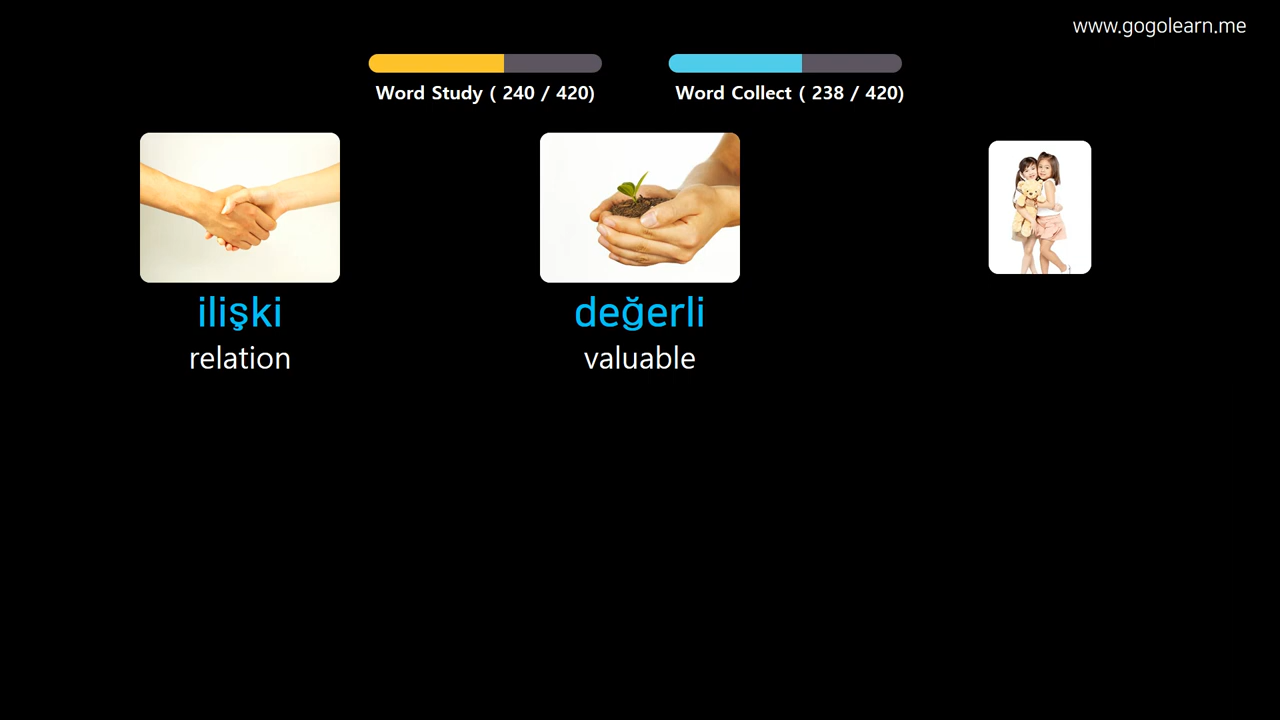 www.gogolearn.me
Word Study ( 240 / 420)
Word Collect ( 238 / 420)
ilişki
relation
değerli
valuable